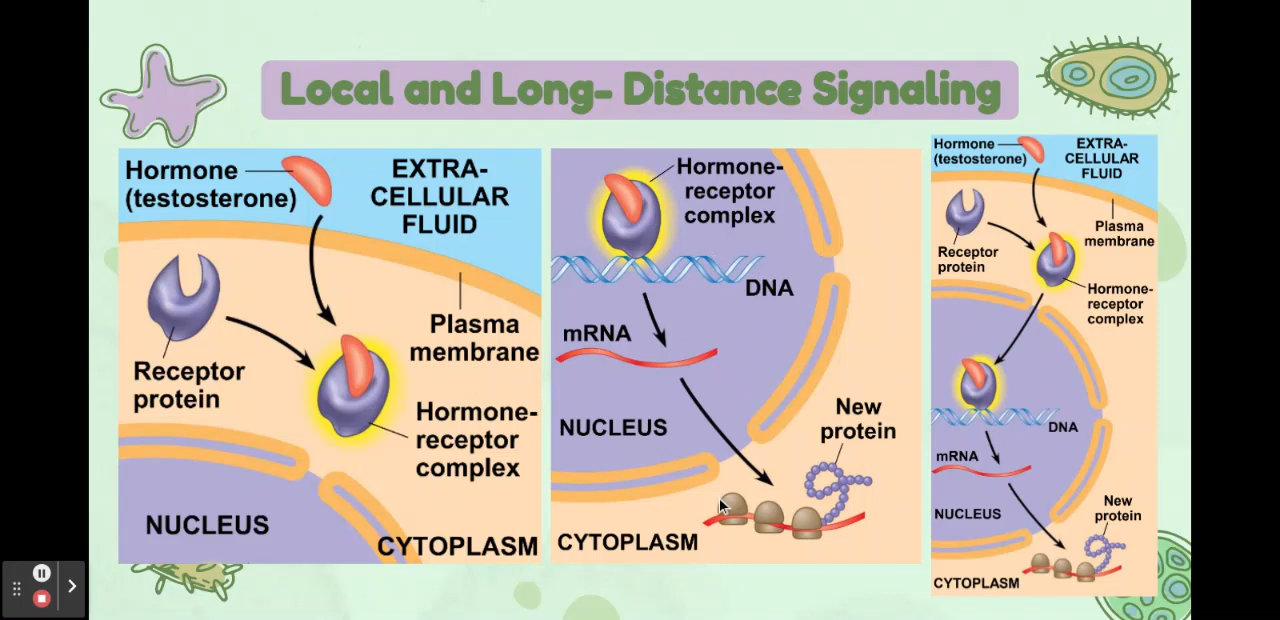 Local and Long- Distance Signaling
Hormone
(testosterone)
EXTRA-
CELLULAR
FLUID
Plasma
membrane
Receptor
protein
Hormone-
receptor
complex
NUCLEUS
CYTOPLASM
Hormone-
receptor
complex
DNA
mRNA
NUCLEUS
New
protein
CYTOPLASM
Hormone
(testosterone)
EXTRA-
CELLULAR
FLUID
Plasma
membrane
Receptor
protein
Hormone-
receptor
complex
DNA
mRNA
NUCLEUS
New
protein
CYTOPLASM